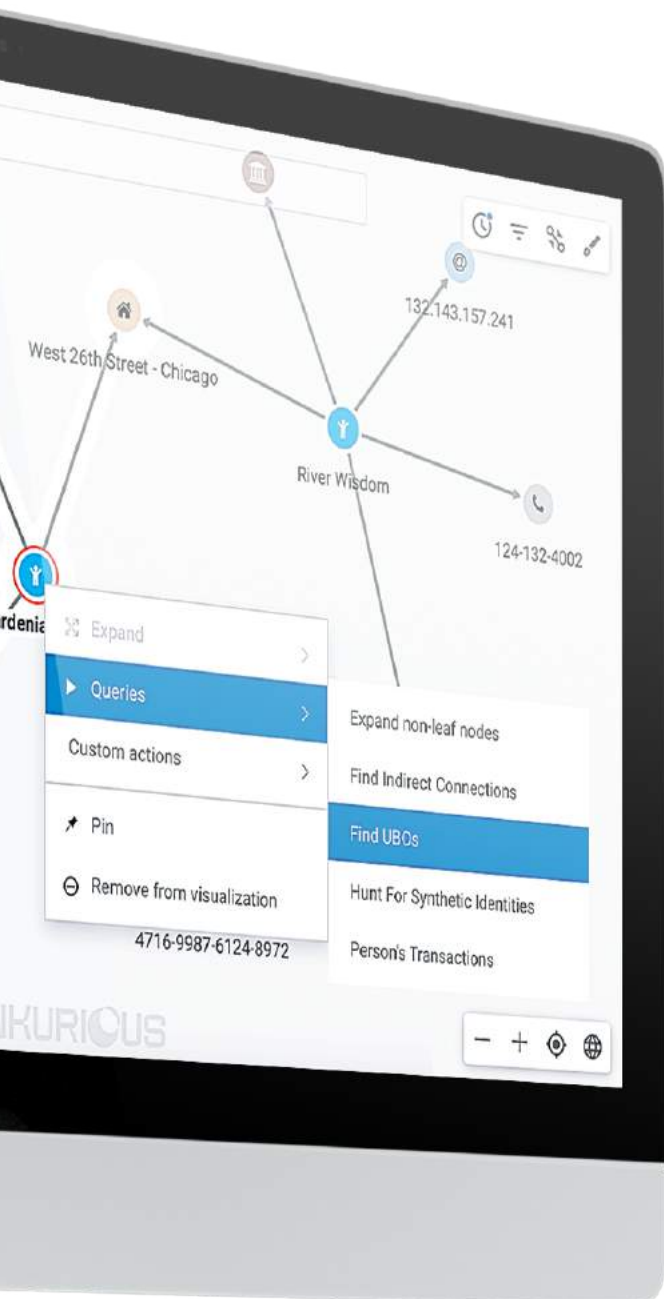 132.143.157.241
West 26th Street - Chicago
River Wisdom
124-132-4002
Expand
Queries
Custom actions
Pin
Remove from visualization
Expand non-leaf nodes
Find Indirect Connections
Find UBOs
Hunt For Synthetic Identities
Person's Transactions
4716-9987-6124-8972